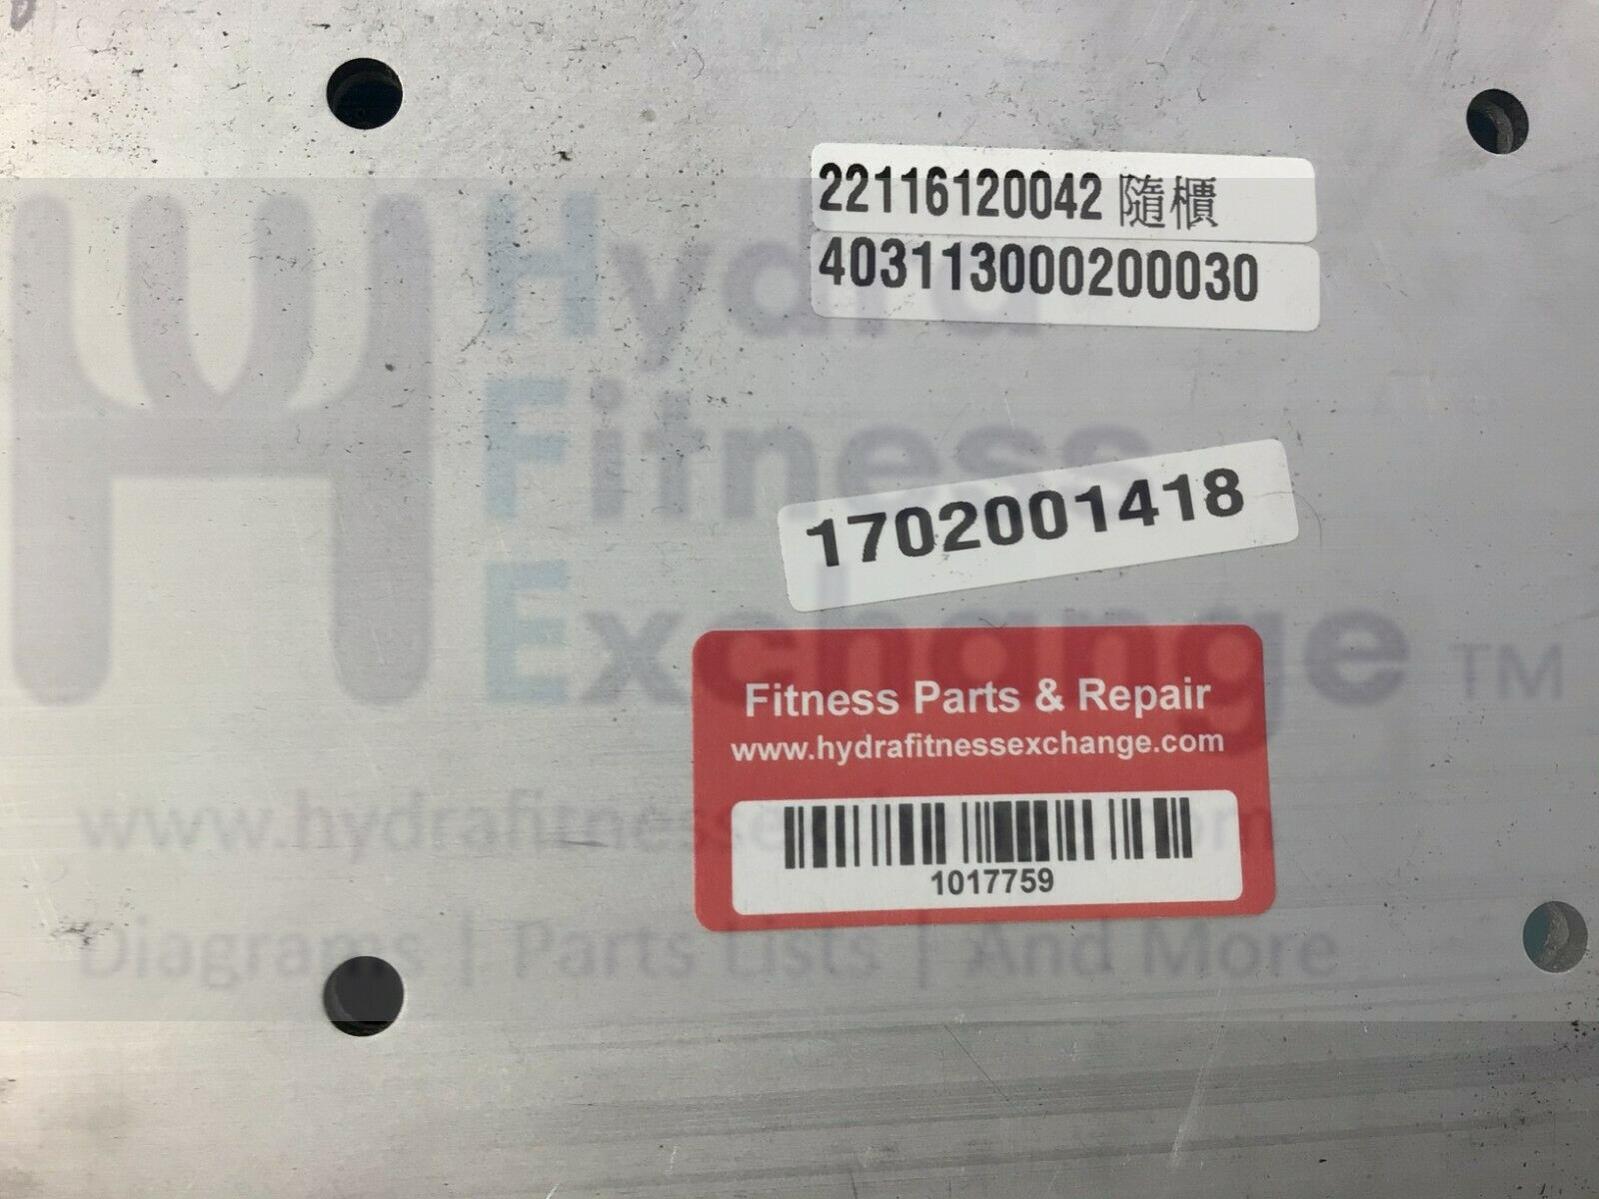 22116120042 隨櫃
403113000200030
Hydra
Fitness
Exchange TM
1702001418
Fitness Parts & Repair
www.hydrafitnessexchange.com
1017759
www.hydrafitnessexchange.com
Diagrams | Parts Lists | And More